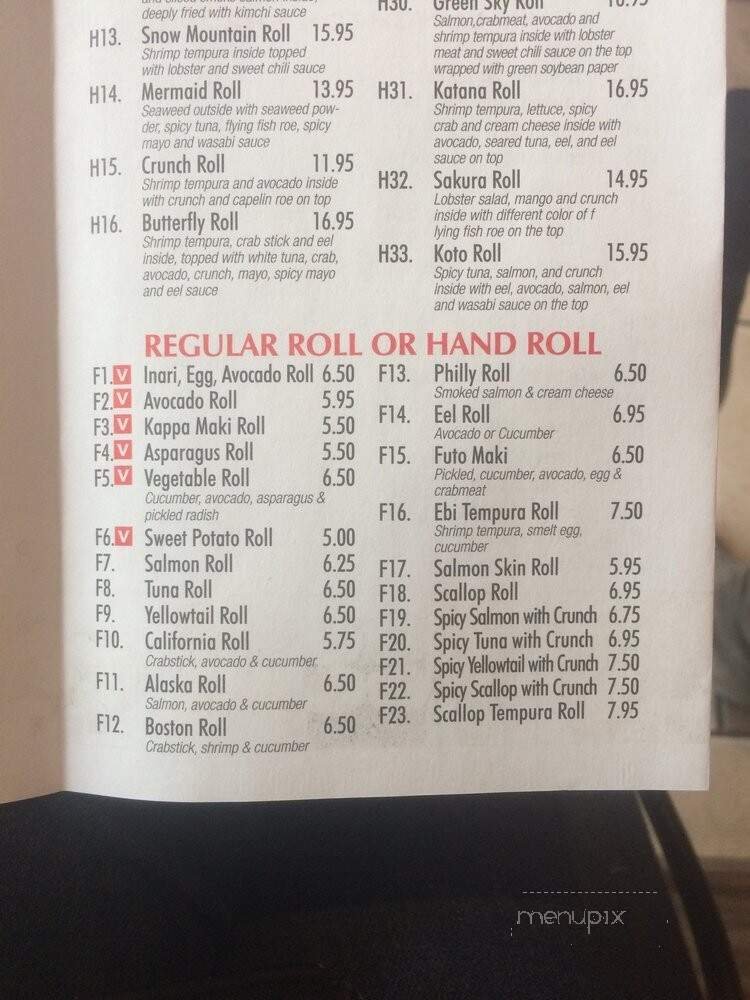 deeply fried with kimchi sauce
H13. Snow Mountain Roll 15.95
Shrimp tempura inside topped
with lobster and sweet chili sauce
H14. Mermaid Roll 13.95
Seaweed outside with seaweed pow-
der, spicy tuna, flying fish roe, spicy
mayo and wasabi sauce
H15. Crunch Roll 11.95
Shrimp tempura and avocado inside
with crunch and capelin roe on top
H16. Butterfly Roll 16.95
Shrimp tempura, crab stick and eel
inside, topped with white tuna, crab,
avocado, crunch, mayo, spicy mayo
and eel sauce
H30. Green Sky Roll
Salmon,crabmeat, avocado and
shrimp tempura inside with lobster
meat and sweet chili sauce on the top
wrapped with green soybean paper
H31. Katana Roll 16.95
Shrimp tempura, lettuce, spicy
crab and cream cheese inside with
avocado, seared tuna, eel, and eel
sauce on top
H32. Sakura Roll 14.95
Lobster salad, mango and crunch
inside with different color of f
lying fish roe on the top
H33. Koto Roll 15.95
Spicy tuna, salmon, and crunch
inside with eel, avocado, salmon, eel
and wasabi sauce on the top
REGULAR ROLL OR HAND ROLL
F1. V Inari, Egg, Avocado Roll 6.50
F2. V Avocado Roll 5.95
F3. V Kappa Maki Roll 5.50
F4. V Asparagus Roll 5.50
F5. V Vegetable Roll 6.50
Cucumber, avocado, asparagus &
pickled radish
F6. V Sweet Potato Roll 5.00
F7. Salmon Roll 6.25
F8. Tuna Roll 6.50
F9. Yellowtail Roll 6.50
F10. California Roll 5.75
Crabstick, avocado & cucumber
F11. Alaska Roll 6.50
Salmon, avocado & cucumber
F12. Boston Roll 6.50
Crabstick, shrimp & cucumber
F13. Philly Roll 6.50
Smoked salmon & cream cheese
F14. Eel Roll 6.95
Avocado or Cucumber
F15. Futo Maki 6.50
Pickled, cucumber, avocado, egg &
crabmeat
F16. Ebi Tempura Roll 7.50
Shrimp tempura, smelt egg,
cucumber
F17. Salmon Skin Roll 5.95
F18. Scallop Roll 6.95
F19. Spicy Salmon with Crunch 6.75
F20. Spicy Tuna with Crunch 6.95
F21. Spicy Yellowtail with Crunch 7.50
F22. Spicy Scallop with Crunch 7.50
F23. Scallop Tempura Roll 7.95
menupix